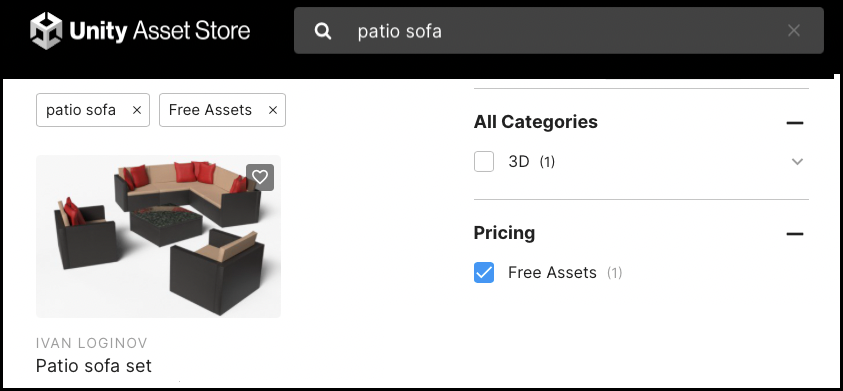 Unity Asset Store
patio sofa
patio sofa ×
Free Assets ×
IVAN LOGINOV
Patio sofa set
All Categories
3D (1)
Pricing
Free Assets (1)